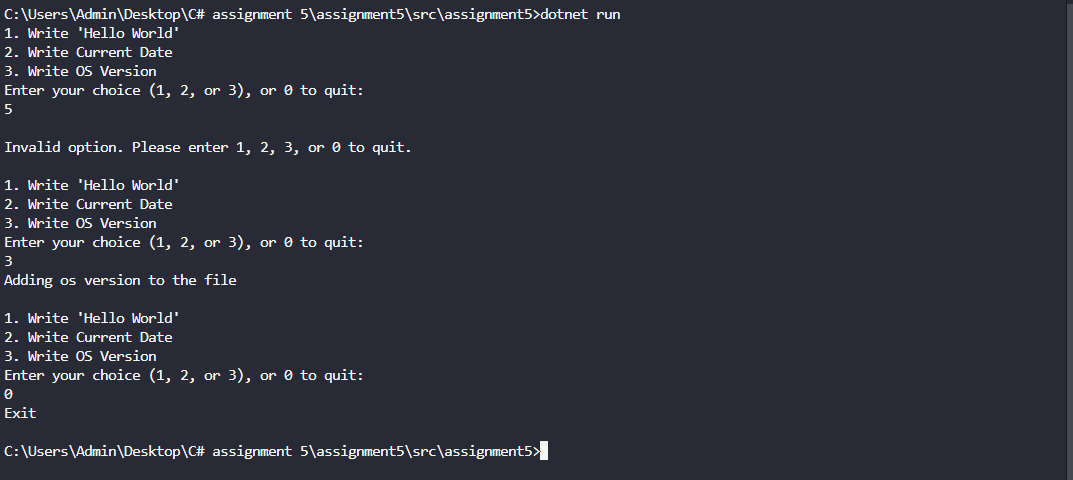 C:\Users\Admin\Desktop\C# assignment 5\assignment5\src\assignment5>dotnet run
1. Write 'Hello World'
2. Write Current Date
3. Write OS Version
Enter your choice (1, 2, or 3), or 0 to quit:
5
Invalid option. Please enter 1, 2, 3, or 0 to quit.
1. Write 'Hello World'
2. Write Current Date
3. Write OS Version
Enter your choice (1, 2, or 3), or 0 to quit:
3
Adding os version to the file
1. Write 'Hello World'
2. Write Current Date
3. Write OS Version
Enter your choice (1, 2, or 3), or 0 to quit:
0
Exit
C:\Users\Admin\Desktop\C# assignment 5\assignment5\src\assignment5>